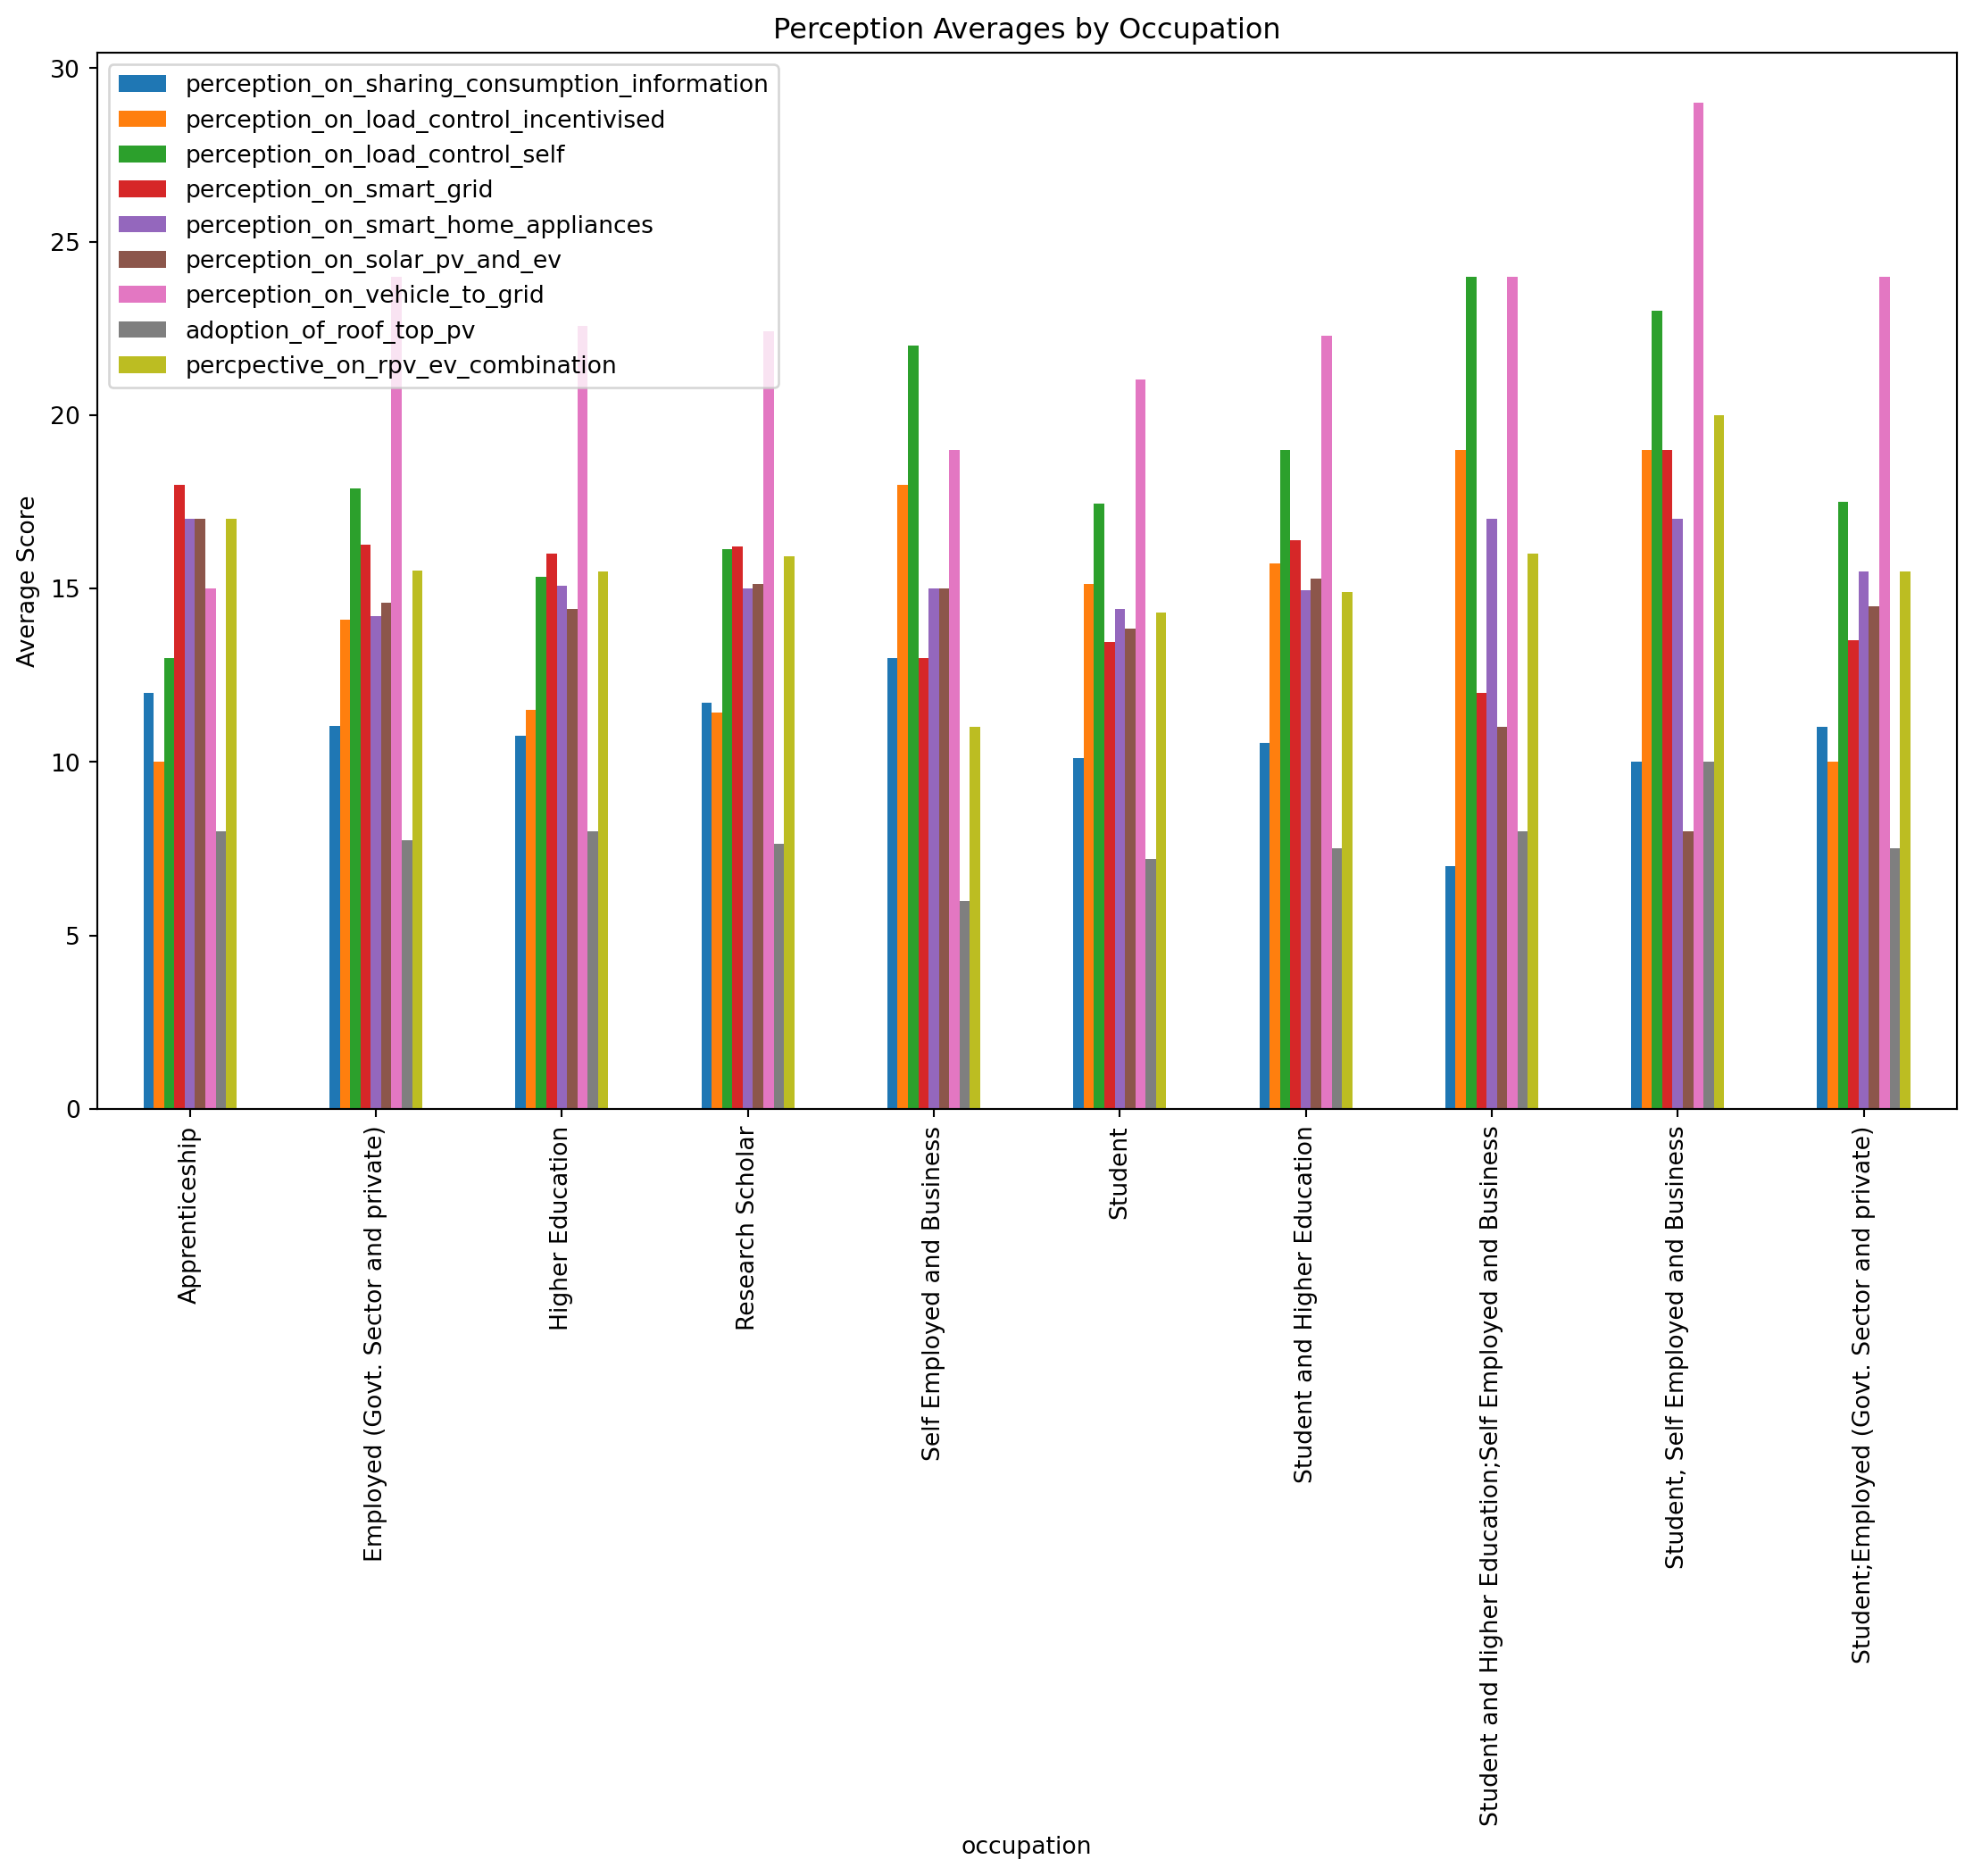 Perception Averages by Occupation
30
25
20
15
10
5
0
Average Score
perception_on_sharing_consumption_information
perception_on_load_control_incentivised
perception_on_load_control_self
perception_on_smart_grid
perception_on_smart_home_appliances
perception_on_solar_pv_and_ev
perception_on_vehicle_to_grid
adoption_of_roof_top_pv
percpective_on_rpv_ev_combination
Apprenticeship
Employed (Govt. Sector and private)
Higher Education
Research Scholar
Self Employed and Business
Student
Student and Higher Education
Student and Higher Education;Self Employed and Business
Student, Self Employed and Business
Student;Employed (Govt. Sector and private)
occupation